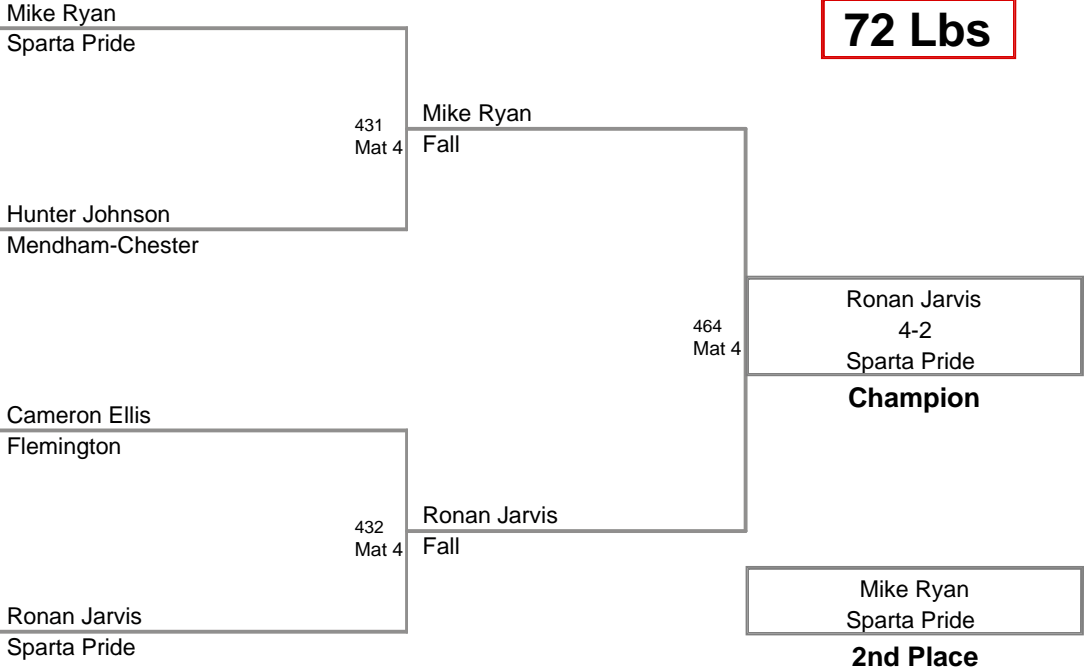 Mike Ryan
Sparta Pride
72 Lbs
431
Mat 4
Mike Ryan
Fall
Hunter Johnson
Mendham-Chester
464
Mat 4
Ronan Jarvis
4-2
Sparta Pride
Champion
Cameron Ellis
Flemington
432
Mat 4
Ronan Jarvis
Fall
Ronan Jarvis
Sparta Pride
Mike Ryan
Sparta Pride
2nd Place